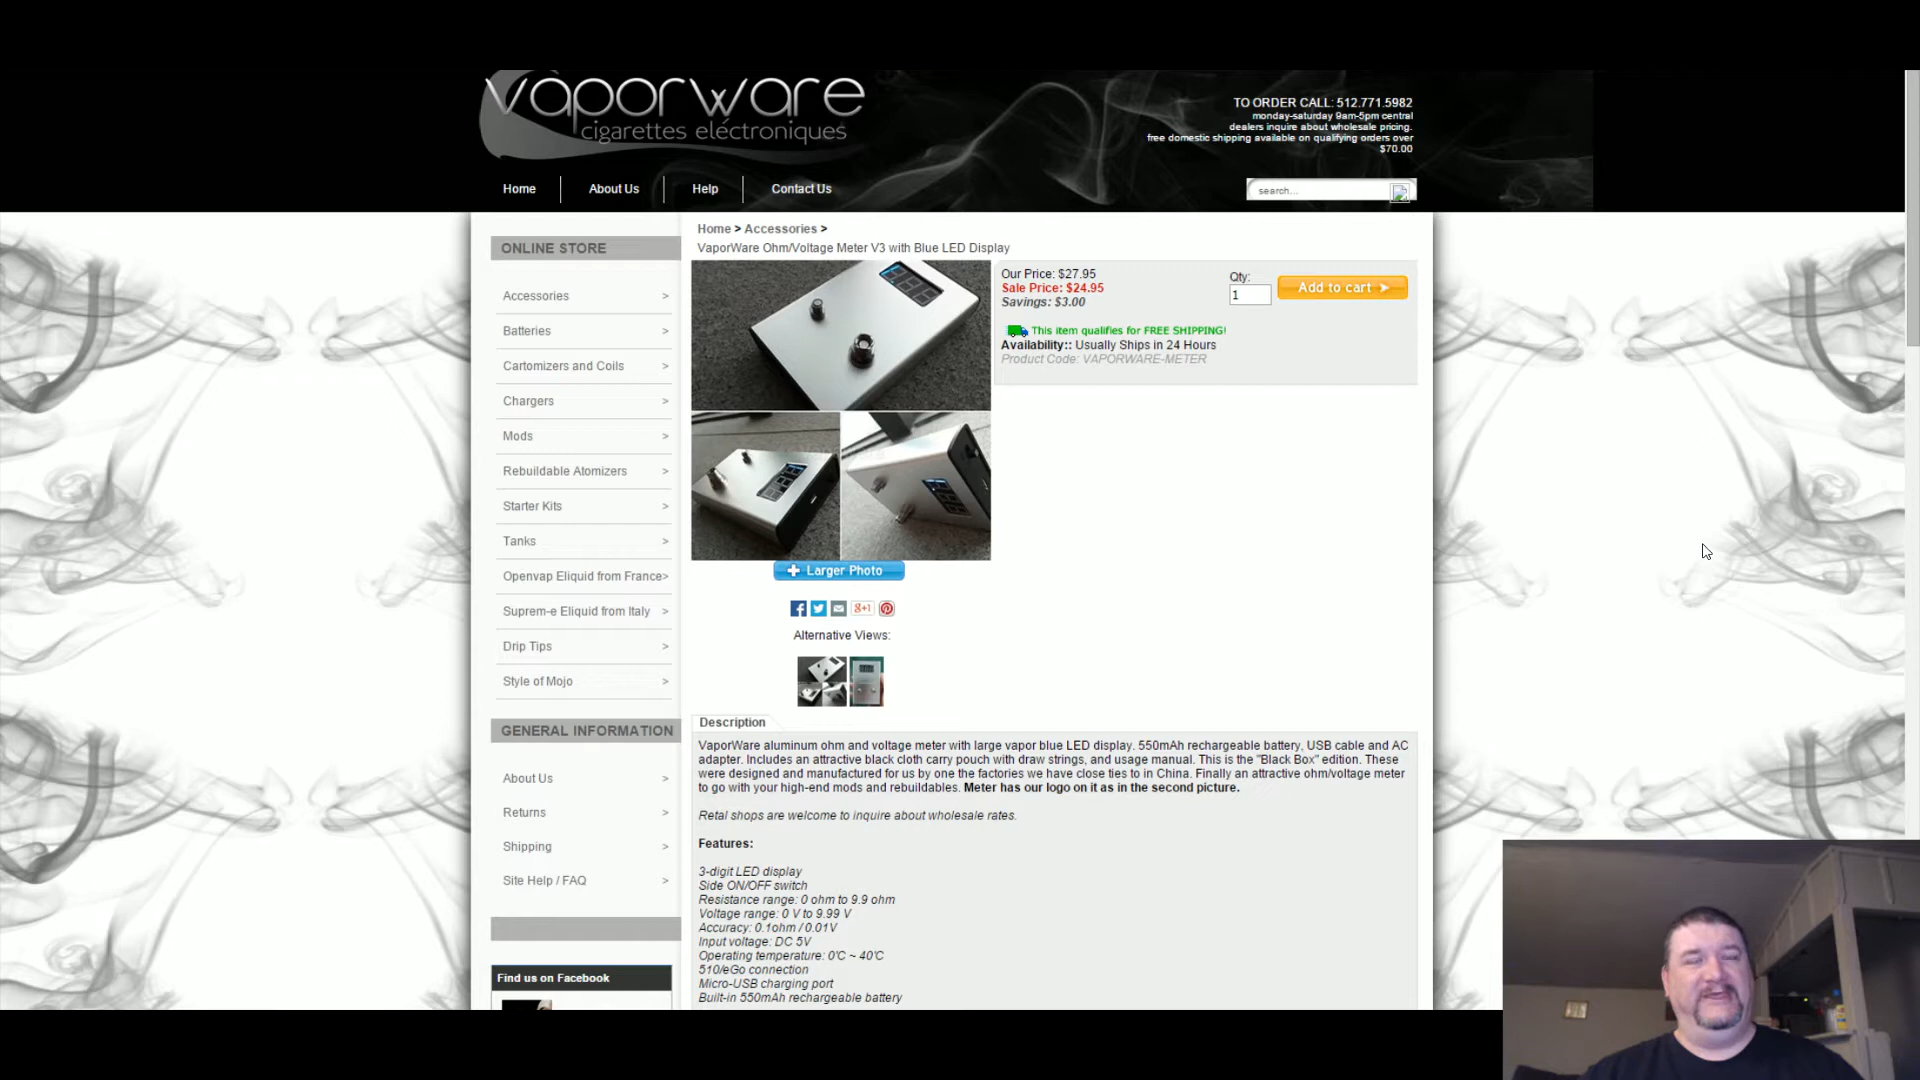 vaporware
cigarettes eléctroniques
TO ORDER CALL: 512.771.5982
monday-saturday 9am-5pm central
dealers inquire about wholesale pricing.
free domestic shipping available on qualifying orders over
$70.00
Home
About Us
Help
Contact Us
search...
ONLINE STORE
Accessories >
Batteries >
Cartomizers and Coils >
Chargers >
Mods >
Rebuildable Atomizers >
Starter Kits >
Tanks >
Openvap Eliquid from France>
Suprem-e Eliquid from Italy >
Drip Tips >
Style of Mojo >
GENERAL INFORMATION
About Us >
Returns >
Shipping >
Site Help / FAQ >
Find us on Facebook
Home > Accessories >
VaporWare Ohm/Voltage Meter V3 with Blue LED Display
Our Price: $27.95
Sale Price: $24.95
Savings: $3.00
Qty:
1
Add to cart
This item qualifies for FREE SHIPPING!
Availability:: Usually Ships in 24 Hours
Product Code: VAPORWARE-METER
Larger Photo
g+1
Alternative Views:
Description
VaporWare aluminum ohm and voltage meter with large vapor blue LED display. 550mAh rechargeable battery, USB cable and AC
adapter. Includes an attractive black cloth carry pouch with draw strings, and usage manual. This is the "Black Box" edition. These
were designed and manufactured for us by one the factories we have close ties to in China. Finally an attractive ohm/voltage meter
to go with your high-end mods and rebuildables. Meter has our logo on it as in the second picture.
Retal shops are welcome to inquire about wholesale rates.
Features:
3-digit LED display
Side ON/OFF switch
Resistance range: 0 ohm to 9.9 ohm
Voltage range: 0 V to 9.99 V
Accuracy: 0.1ohm / 0.01V
Input voltage: DC 5V
Operating temperature: 0'C ~ 40'C
510/eGo connection
Micro-USB charging port
Built-in 550mAh rechargeable battery